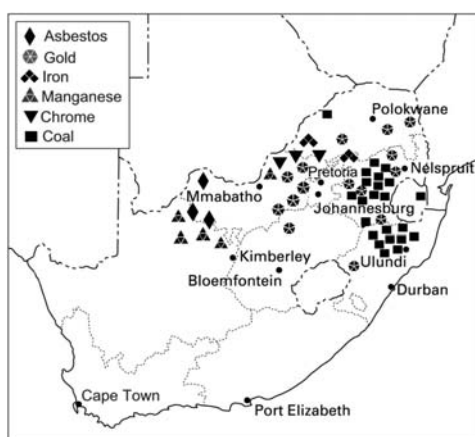 Asbestos
Gold
Iron
Manganese
Chrome
Coal
Polokwane
Nelspruit
Pretoria
Mmabatho
Johannesburg
Kimberley
Ulundi
Bloemfontein
Durban
Cape Town
Port Elizabeth